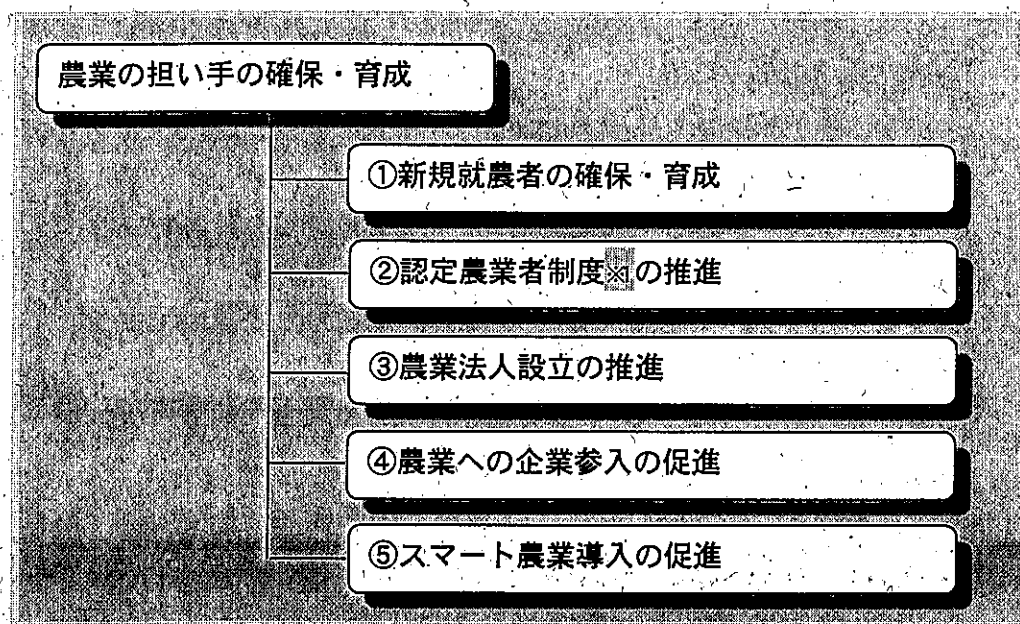 農業の担い手の確保・育成
①新規就農者の確保・育成
②認定農業者制度※の推進
③農業法人設立の推進
④農業への企業参入の促進
⑤スマート農業導入の促進